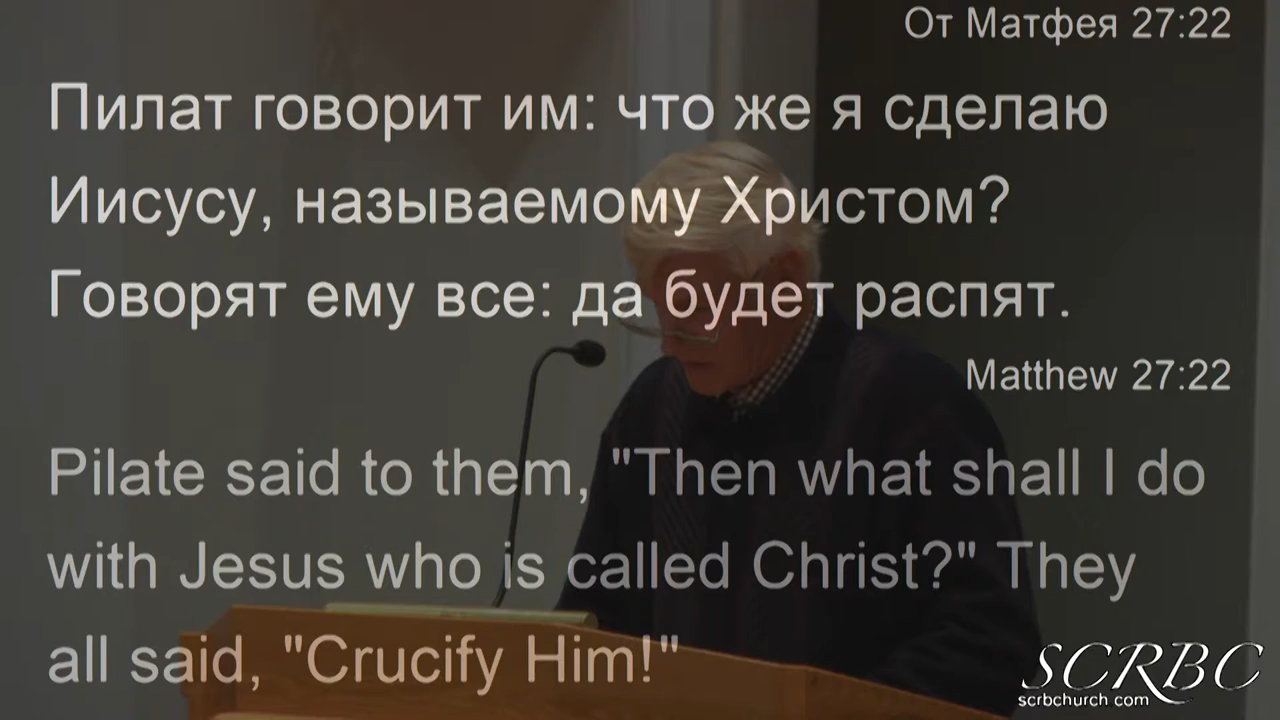 От Матфея 27:22
Пилат говорит им: что же я сделаю
Иисусу, называемому Христом?
Говорят ему все: да будет распят.
Matthew 27:22
Pilate said to them, "Then what shall I do
with Jesus who is called Christ?" They
all said, "Crucify Him!"
SCRBC
scrbchurch com